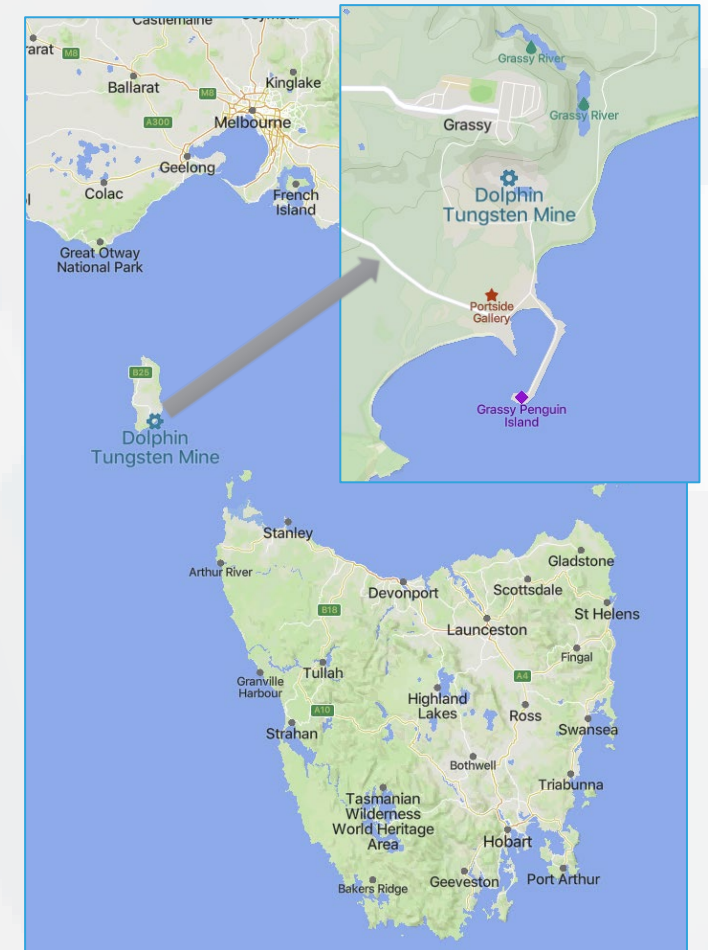 Castlemaine
M8
Ballarat
Kinglake
M8
A300
Melbourne
Geelong
Colac
French
Island
Great Otway
National Park
B25
Dolphin
Tungsten Mine
Grassy River
Grassy River
Grassy
Dolphin
Tungsten Mine
Portside
Gallery
Grassy Penguin
Island
Stanley
Arthur River
Devonport
Gladstone
Scottsdale
St Helens
B18
Launceston
Fingal
Tullah
A4
Granville
Harbour
Highland
Lakes
A10
Ross
Strahan
Swansea
Bothwell
Triabunna
Tasmanian
Wilderness
World Heritage
Area
Hobart
Bakers Ridge
Geeveston
Port Arthur